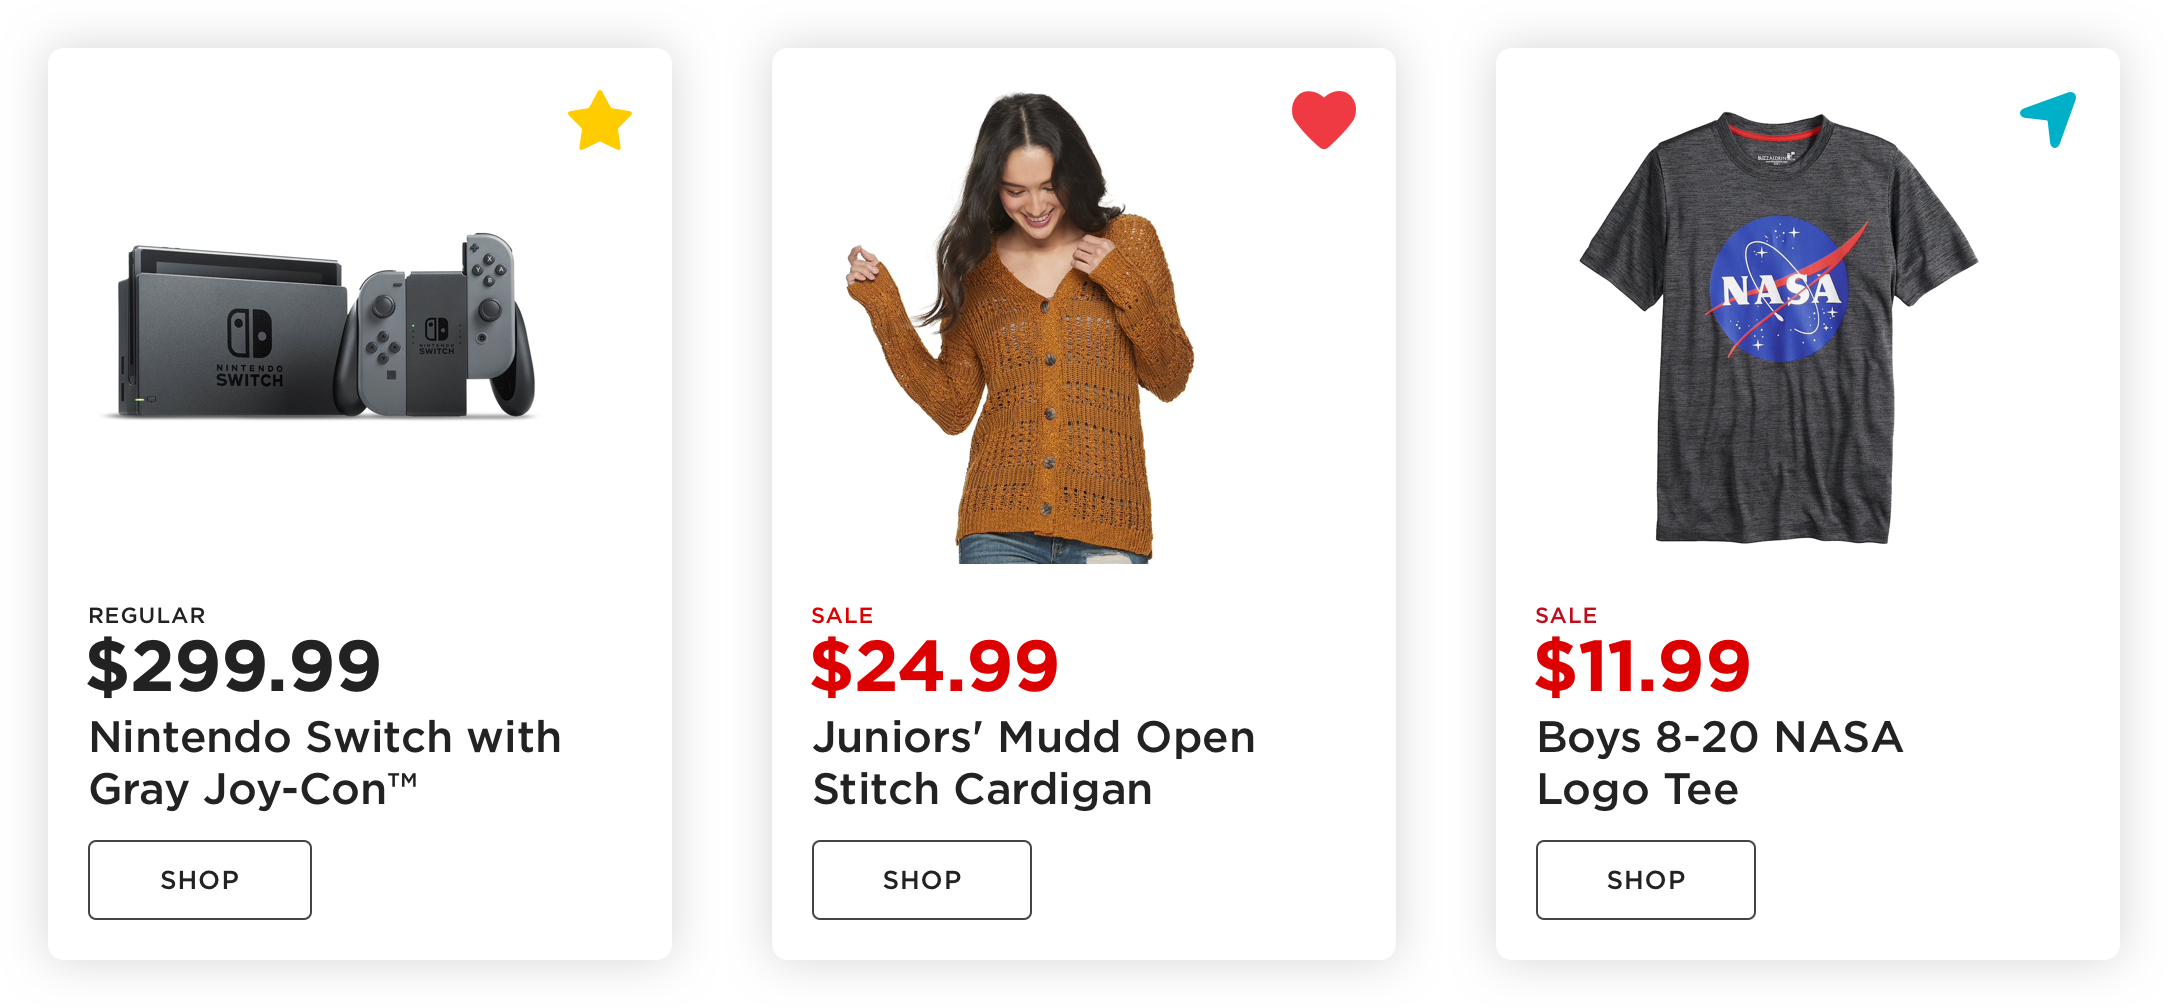 NINTENDO
SWITCH
NINTENDO
SWITCH
X
Y
A
B
REGULAR
$299.99
Nintendo Switch with
Gray Joy-Con™
SHOP
SALE
$24.99
Juniors' Mudd Open
Stitch Cardigan
SHOP
NASA
SALE
$11.99
Boys 8-20 NASA
Logo Tee
SHOP